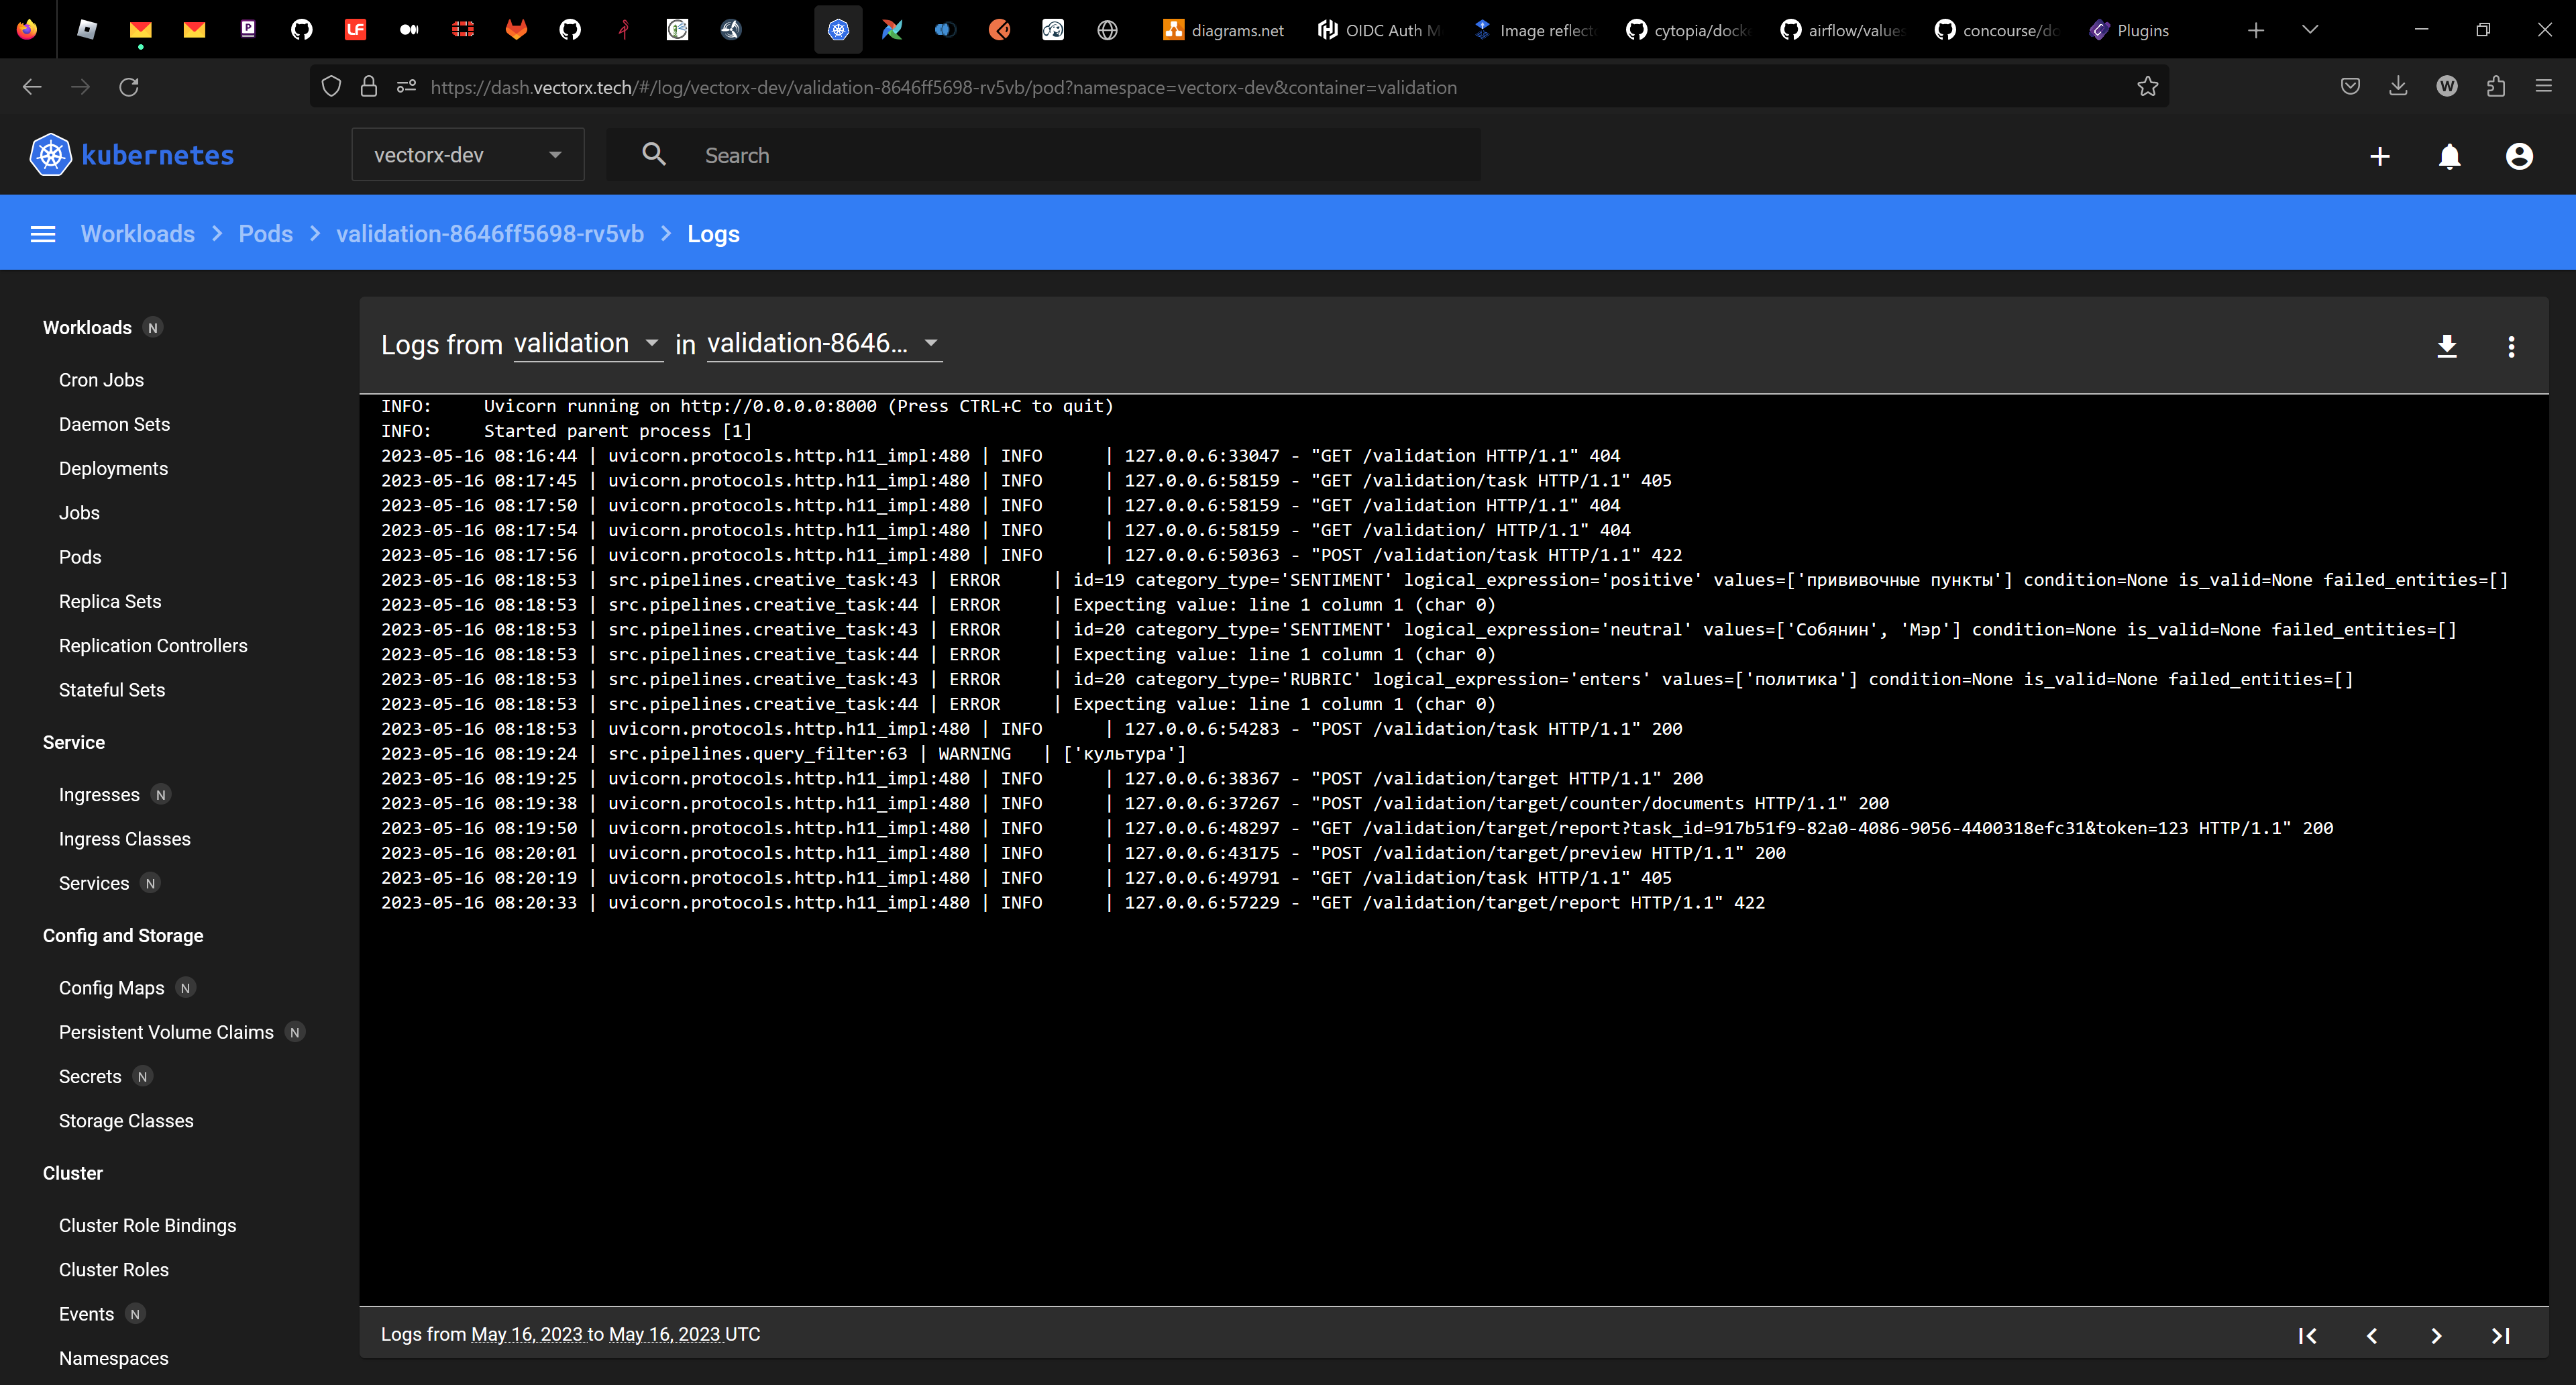 diagrams.net
OIDC Auth M
Image reflect
cytopia/dock
airflow/values
concourse/do
Plugins
https://dash.vectorx.tech/#/log/vectorx-dev/validation-8646ff5698-rv5vb/pod?namespace=vectorx-dev&container=validation
kubernetes
vectorx-dev
Search
Workloads > Pods > validation-8646ff5698-rv5vb > Logs
Workloads N
Cron Jobs
Daemon Sets
Deployments
Jobs
Pods
Replica Sets
Replication Controllers
Stateful Sets
Service
Ingresses N
Ingress Classes
Services N
Config and Storage
Config Maps N
Persistent Volume Claims N
Secrets N
Storage Classes
Cluster
Cluster Role Bindings
Cluster Roles
Events N
Namespaces
Logs from validation in validation-8646...
INFO:     Uvicorn running on http://0.0.0.0:8000 (Press CTRL+C to quit)
INFO:     Started parent process [1]
2023-05-16 08:16:44 | uvicorn.protocols.http.h11_impl:480 | INFO      | 127.0.0.6:33047 - "GET /validation HTTP/1.1" 404
2023-05-16 08:17:45 | uvicorn.protocols.http.h11_impl:480 | INFO      | 127.0.0.6:58159 - "GET /validation/task HTTP/1.1" 405
2023-05-16 08:17:50 | uvicorn.protocols.http.h11_impl:480 | INFO      | 127.0.0.6:58159 - "GET /validation HTTP/1.1" 404
2023-05-16 08:17:54 | uvicorn.protocols.http.h11_impl:480 | INFO      | 127.0.0.6:58159 - "GET /validation/ HTTP/1.1" 404
2023-05-16 08:17:56 | uvicorn.protocols.http.h11_impl:480 | INFO      | 127.0.0.6:50363 - "POST /validation/task HTTP/1.1" 422
2023-05-16 08:18:53 | src.pipelines.creative_task:43 | ERROR     | id=19 category_type='SENTIMENT' logical_expression='positive' values=['прививочные пункты'] condition=None is_valid=None failed_entities=[]
2023-05-16 08:18:53 | src.pipelines.creative_task:44 | ERROR     | Expecting value: line 1 column 1 (char 0)
2023-05-16 08:18:53 | src.pipelines.creative_task:43 | ERROR     | id=20 category_type='SENTIMENT' logical_expression='neutral' values=['Собянин', 'Мэр'] condition=None is_valid=None failed_entities=[]
2023-05-16 08:18:53 | src.pipelines.creative_task:44 | ERROR     | Expecting value: line 1 column 1 (char 0)
2023-05-16 08:18:53 | src.pipelines.creative_task:43 | ERROR     | id=20 category_type='RUBRIC' logical_expression='enters' values=['политика'] condition=None is_valid=None failed_entities=[]
2023-05-16 08:18:53 | src.pipelines.creative_task:44 | ERROR     | Expecting value: line 1 column 1 (char 0)
2023-05-16 08:18:53 | uvicorn.protocols.http.h11_impl:480 | INFO      | 127.0.0.6:54283 - "POST /validation/task HTTP/1.1" 200
2023-05-16 08:19:24 | src.pipelines.query_filter:63 | WARNING   | ['культура']
2023-05-16 08:19:25 | uvicorn.protocols.http.h11_impl:480 | INFO      | 127.0.0.6:38367 - "POST /validation/target HTTP/1.1" 200
2023-05-16 08:19:38 | uvicorn.protocols.http.h11_impl:480 | INFO      | 127.0.0.6:37267 - "POST /validation/target/counter/documents HTTP/1.1" 200
2023-05-16 08:19:50 | uvicorn.protocols.http.h11_impl:480 | INFO      | 127.0.0.6:48297 - "GET /validation/target/report?task_id=917b51f9-82a0-4086-9056-4400318efc31&token=123 HTTP/1.1" 200
2023-05-16 08:20:01 | uvicorn.protocols.http.h11_impl:480 | INFO      | 127.0.0.6:43175 - "POST /validation/target/preview HTTP/1.1" 200
2023-05-16 08:20:19 | uvicorn.protocols.http.h11_impl:480 | INFO      | 127.0.0.6:49791 - "GET /validation/task HTTP/1.1" 405
2023-05-16 08:20:33 | uvicorn.protocols.http.h11_impl:480 | INFO      | 127.0.0.6:57229 - "GET /validation/target/report HTTP/1.1" 422
Logs from May 16, 2023 to May 16, 2023 UTC